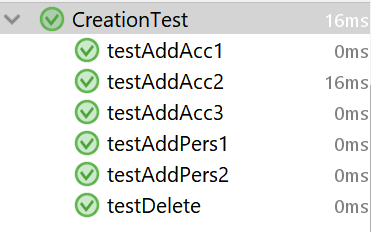 CreationTest 16ms
testAddAcc1 0ms
testAddAcc2 16ms
testAddAcc3 0ms
testAddPers1 0ms
testAddPers2 0ms
testDelete 0ms